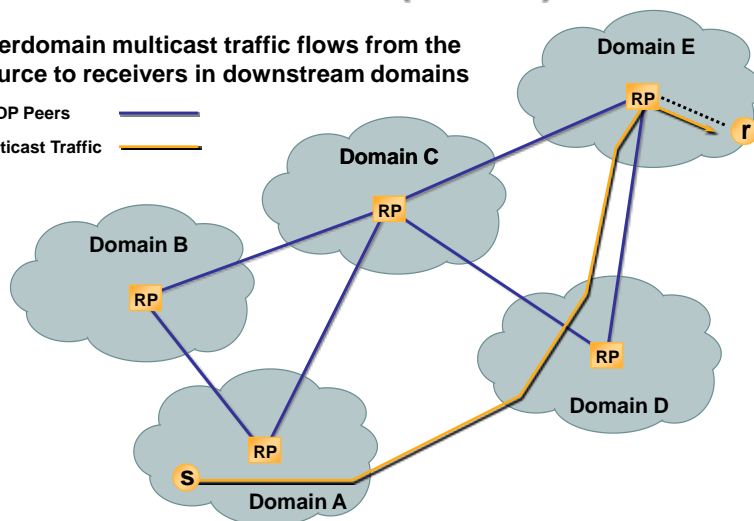 erdomain multicast traffic flows from the
urce to receivers in downstream domains
DP Peers
ticast Traffic
Domain E
RP
r
Domain C
RP
Domain B
RP
RP
Domain D
RP
s
Domain A